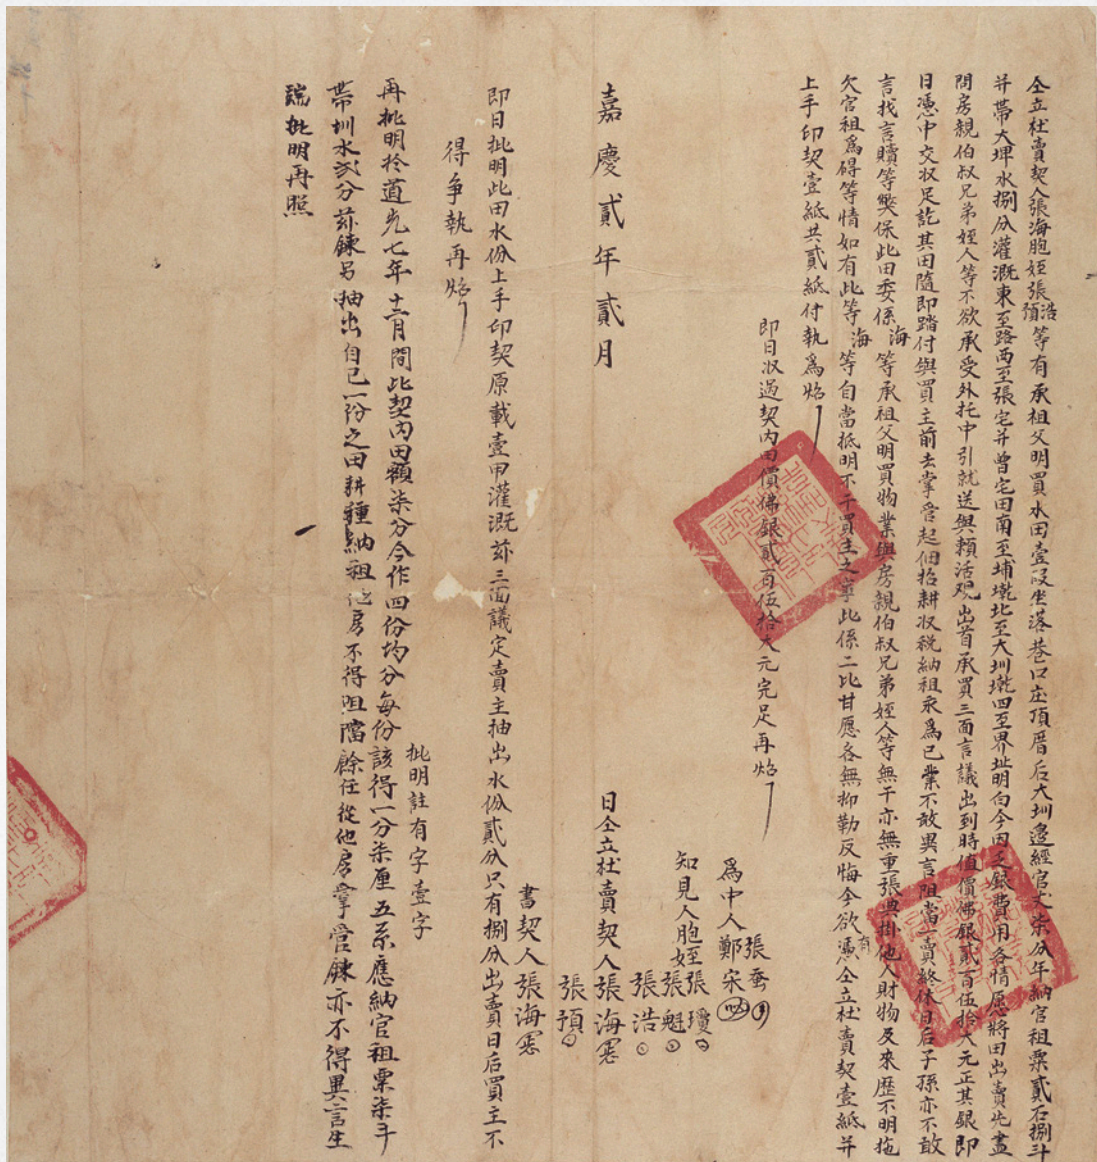 仝立杜賣契人張海胞姪張浩預等有承祖父明買水田壹段坐落巷口庄頂厝后大圳邊經官丈柒分年納官租粟貳石捌斗
并帶大埤水捌分灌溉東至路西至張宅并曾宅田南至埔墘北至大圳墘四至界址明白今因乏銀費用各情愿將田出賣先盡
問房親伯叔兄弟姪人等不欲承受外托中引就送與賴活观出首承買三面言議出到時值價佛銀貳百伍拾大元正其銀即
日憑中交收足訖其田隨即踏付與買主前去掌管起佃招耕收稅納租永為己業不敢異言阻當一賣終休日后子孫亦不敢
言找言贖等弊保此田委係海等承祖父明買物業與房親伯叔兄弟姪人等無干亦無重張典掛他人財物及來歷不明拖
欠官租為碍等情如有此等海等自當抵明不干買主之事此係二比甘愿各無抑勒反悔今欲有憑仝立杜賣契壹紙并
上手印契壹紙共貳紙付執為炤
即日收過契內田價佛銀貳百伍拾大元完足再炤
為中人張蚕
鄭宋
知見人胞姪張瓊
張魁
張浩
嘉慶貳年貳月 日仝立杜賣契人張海
張預
書契人張海
即日批明此田水份上手印契原載壹甲灌溉茲三面議定賣主抽出水份貳分只有捌分出賣日后買主不
得爭執再炤
批明註有字壹字
再批明於道光七年十二月間此契內田額柒分今作四份均分每份該得一分柒厘五系應納官租粟柒斗
帶圳水弍分茲鍊另抽出自己一份之田耕種納租他房不得阻擋餘任從他房掌管鍊亦不得異言生
端批明再照